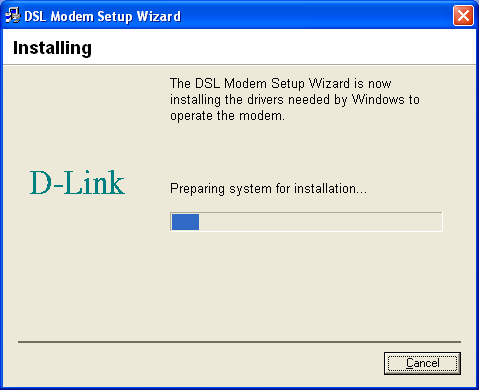 DSL Modem Setup Wizard
Installing
The DSL Modem Setup Wizard is now
installing the drivers needed by Windows to
operate the modem.
D-Link
Preparing system for installation...
Cancel